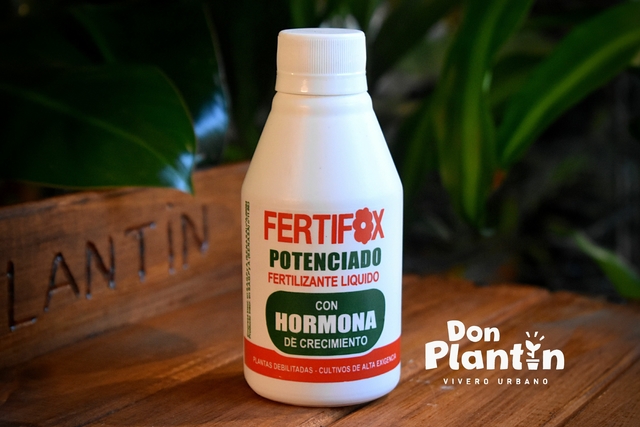 FERTIFOX
POTENCIADO
FERTILIZANTE LIQUIDO
CON
HORMONA
DE CRECIMIENTO
PLANTAS DEBILITADAS - CULTIVOS DE ALTA EXIGENCIA
LANTIN
Don
Plantin
VIVERO URBANO